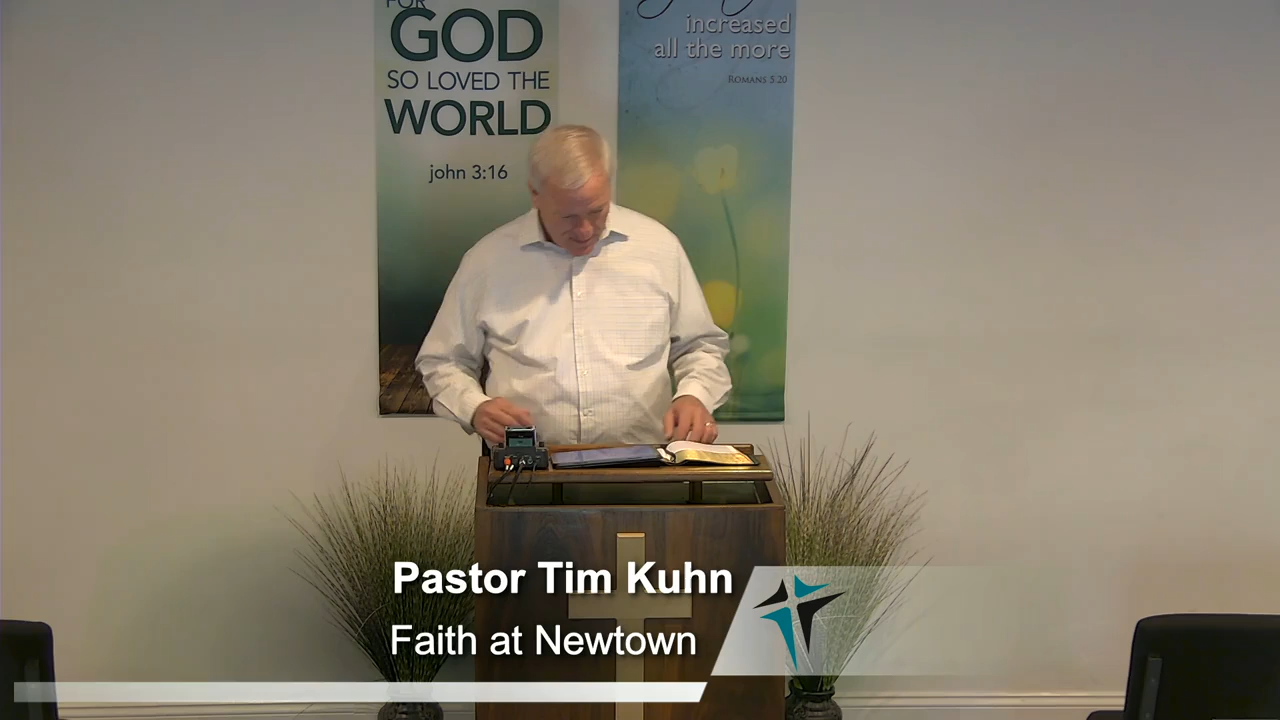 FOR
GOD
SO LOVED THE
WORLD
john 3:16
increased
all the more
ROMANS 5:20
Pastor Tim Kuhn
Faith at Newtown